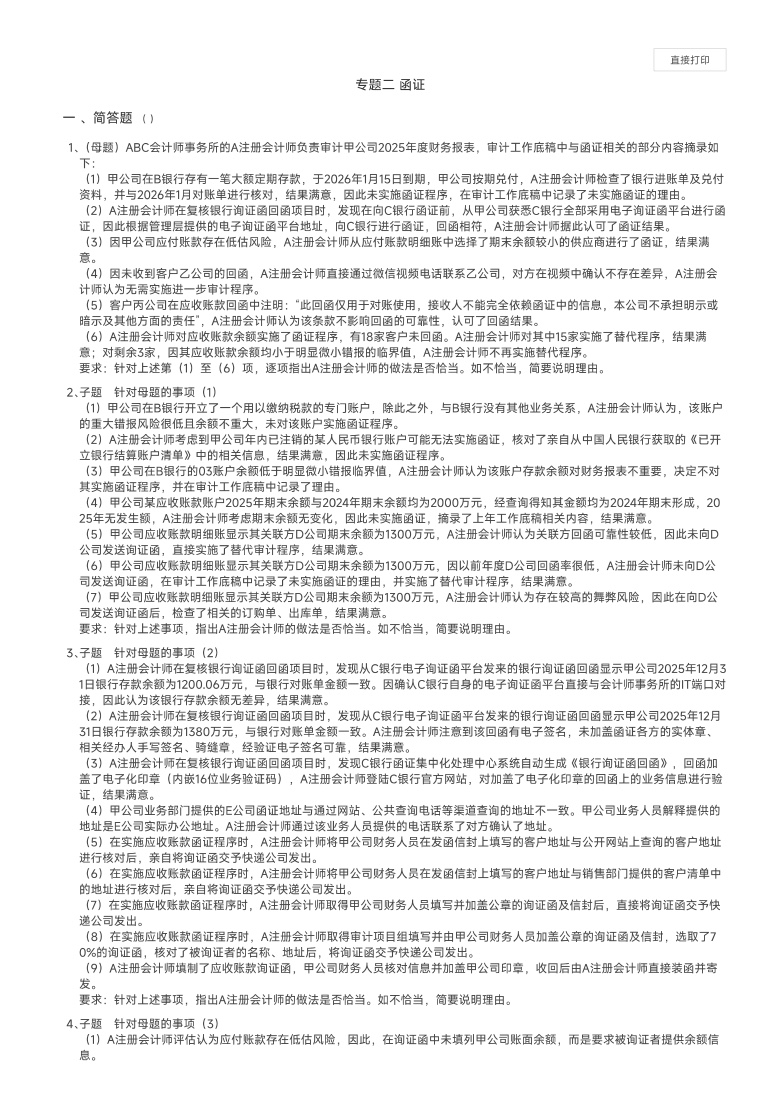 直接打印
专题二 函证
一 、简答题 （ ）
1、（母题）ABC会计师事务所的A注册会计师负责审计甲公司2025年度财务报表，审计工作底稿中与函证相关的部分内容摘录如
下：
（1）甲公司在B银行存有一笔大额定期存款，于2026年1月15日到期，甲公司按期兑付，A注册会计师检查了银行进账单及兑付
资料，并与2026年1月对账单进行核对，结果满意，因此未实施函证程序，在审计工作底稿中记录了未实施函证的理由。
（2）A注册会计师在复核银行询证函回函项目时，发现在向C银行函证前，从甲公司获悉C银行全部采用电子询证函平台进行函
证，因此根据管理层提供的电子询证函平台地址，向C银行进行函证，回函相符，A注册会计师据此认可了函证结果。
（3）因甲公司应付账款存在低估风险，A注册会计师从应付账款明细账中选择了期末余额较小的供应商进行了函证，结果满
意。
（4）因未收到客户乙公司的回函，A注册会计师直接通过微信视频电话联系乙公司，对方在视频中确认不存在差异，A注册会
计师认为无需实施进一步审计程序。
（5）客户丙公司在应收账款回函中注明：“此回函仅用于对账使用，接收人不能完全依赖函证中的信息，本公司不承担明示或
暗示及其他方面的责任”，A注册会计师认为该条款不影响回函的可靠性，认可了回函结果。
（6）A注册会计师对应收账款余额实施了函证程序，有18家客户未回函。A注册会计师对其中15家实施了替代程序，结果满
意；对剩余3家，因其应收账款余额均小于明显微小错报的临界值，A注册会计师不再实施替代程序。
要求：针对上述第（1）至（6）项，逐项指出A注册会计师的做法是否恰当。如不恰当，简要说明理由。
2、子题　针对母题的事项（1）
（1）甲公司在B银行开立了一个用以缴纳税款的专门账户，除此之外，与B银行没有其他业务关系，A注册会计师认为，该账户
的重大错报风险很低且余额不重大，未对该账户实施函证程序。
（2）A注册会计师考虑到甲公司年内已注销的某人民币银行账户可能无法实施函证，核对了亲自从中国人民银行获取的《已开
立银行结算账户清单》中的相关信息，结果满意，因此未实施函证程序。
（3）甲公司在B银行的03账户余额低于明显微小错报临界值，A注册会计师认为该账户存款余额对财务报表不重要，决定不对
其实施函证程序，并在审计工作底稿中记录了理由。
（4）甲公司某应收账款账户2025年期末余额与2024年期末余额均为2000万元，经查询得知其金额均为2024年期末形成，20
25年无发生额，A注册会计师考虑期末余额无变化，因此未实施函证，摘录了上年工作底稿相关内容，结果满意。
（5）甲公司应收账款明细账显示其关联方D公司期末余额为1300万元，A注册会计师认为关联方回函可靠性较低，因此未向D公
公司发送询证函，直接实施了替代审计程序，结果满意。
（6）甲公司应收账款明细账显示其关联方D公司期末余额为1300万元，因以前年度D公司回函率很低，A注册会计师未向D公
司发送询证函，在审计工作底稿中记录了未实施函证的理由，并实施了替代审计程序，结果满意。
（7）甲公司应收账款明细账显示其关联方D公司期末余额为1300万元，A注册会计师认为存在较高的舞弊风险，因此在向D公
司发送询证函后，检查了相关的订购单、出库单，结果满意。
要求：针对上述事项，指出A注册会计师的做法是否恰当。如不恰当，简要说明理由。
3、子题　针对母题的事项（2）
（1）A注册会计师在复核银行询证函回函项目时，发现从C银行电子询证函平台发来的银行询证函回函显示甲公司2025年12月3
1日银行存款余额为1200.06万元，与银行对账单金额一致。因确认C银行自身的电子询证函平台直接与会计师事务所的IT端口对
接，因此认为该银行存款余额无差异，结果满意。
（2）A注册会计师在复核银行询证函回函项目时，发现从C银行电子询证函平台发来的银行询证函回函显示甲公司2025年12月
31日银行存款余额为1380万元，与银行对账单金额一致。A注册会计师注意到该回函有电子签名，未加盖函证各方的实体章、
相关经办人手写签名、骑缝章，经验证电子签名可靠，结果满意。
（3）A注册会计师在复核银行询证函回函项目时，发现C银行函证集中化处理中心系统自动生成《银行询证函回函》，回函加
盖了电子化印章（内嵌16位业务验证码），A注册会计师登陆C银行官方网站，对加盖了电子化印章的回函上的业务信息进行验
证，结果满意。
（4）甲公司业务部门提供的E公司函证地址与通过网站、公共查询电话等渠道查询的地址不一致。甲公司业务人员解释提供的
地址是E公司实际办公地址。A注册会计师通过该业务人员提供的电话联系了对方确认了地址。
（5）在实施应收账款函证程序时，A注册会计师将甲公司财务人员在发函信封上填写的客户地址与公开网站上查询的客户地址
进行核对后，亲自将询证函交予快递公司发出。
（6）在实施应收账款函证程序时，A注册会计师将甲公司财务人员在发函信封上填写的客户地址与销售部门提供的客户清单中
的地址进行核对后，亲自将询证函交予快递公司发出。
（7）在实施应收账款函证程序时，A注册会计师取得甲公司财务人员填写并加盖公章的询证函及信封后，直接将询证函交予快
递公司发出。
（8）在实施应收账款函证程序时，A注册会计师取得审计项目组填写并由甲公司财务人员加盖公章的询证函及信封，选取了7
0%的询证函，核对了被询证者的名称、地址后，将询证函交予快递公司发出。
（9）A注册会计师填制了应收账款询证函，甲公司财务人员核对信息并加盖甲公司印章，收回后由A注册会计师直接装函并寄
发。
要求：针对上述事项，指出A注册会计师的做法是否恰当。如不恰当，简要说明理由。
4、子题　针对母题的事项（3）
（1）A注册会计师评估认为应付账款存在低估风险，因此，在询证函中未填列甲公司账面余额，而是要求被询证者提供余额信
息。